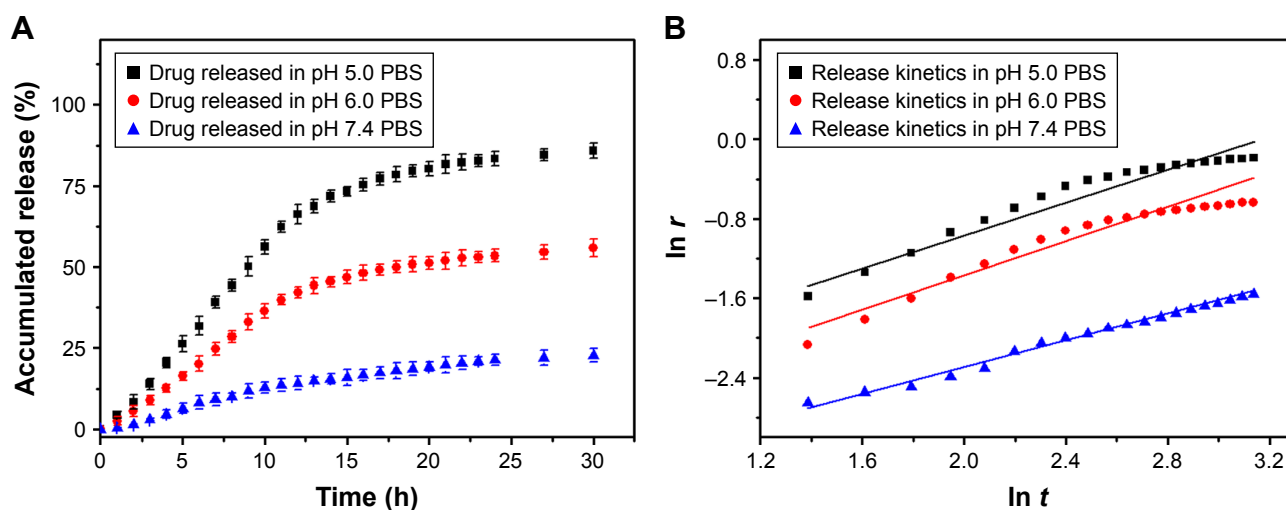 A
Accumulated release (%)
100
75
50
25
0
Drug released in pH 5.0 PBS
Drug released in pH 6.0 PBS
Drug released in pH 7.4 PBS
0 5 10 15 20 25 30
Time (h)
B
ln r
0.8
0.0
–0.8
–1.6
–2.4
Release kinetics in pH 5.0 PBS
Release kinetics in pH 6.0 PBS
Release kinetics in pH 7.4 PBS
1.2 1.6 2.0 2.4 2.8 3.2
ln t